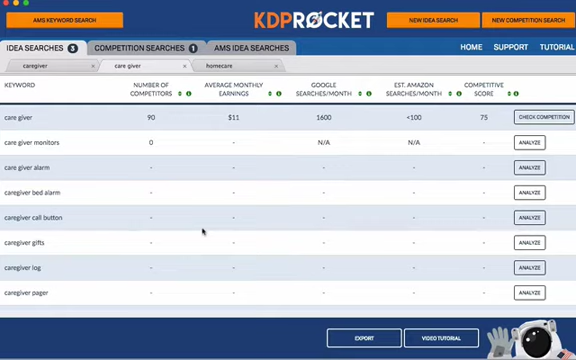 AMS KEYWORD SEARCH
KDPROCKET
NEW IDEA SEARCH
NEW COMPETITION SEARCH
IDEA SEARCHES 3
COMPETITION SEARCHES 1
AMS IDEA SEARCHES
HOME
SUPPORT
TUTORIAL
caregiver x
care giver x
homecare x
KEYWORD
NUMBER OF
COMPETITORS
AVERAGE MONTHLY
EARNINGS
GOOGLE
SEARCHES/MONTH
EST. AMAZON
SEARCHES/MONTH
COMPETITIVE
SCORE
care giver 90 $11 1600 <100 75 CHECK COMPETITION
care giver monitors 0 - N/A N/A - ANALYZE
care giver alarm - - - - - ANALYZE
caregiver bed alarm - - - - - ANALYZE
caregiver call button - - - - - ANALYZE
caregiver gifts - - - - - ANALYZE
caregiver log - - - - - ANALYZE
caregiver pager - - - - - ANALYZE
EXPORT
VIDEO TUTORIAL